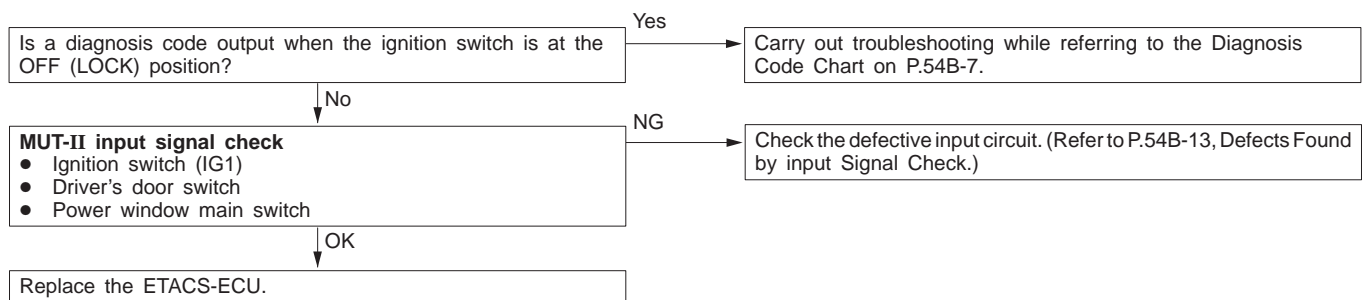 Yes
Is a diagnosis code output when the ignition switch is at the
OFF (LOCK) position?
Carry out troubleshooting while referring to the Diagnosis
Code Chart on P.54B-7.
No
MUT-II input signal check
● Ignition switch (IG1)
● Driver's door switch
● Power window main switch
NG
Check the defective input circuit. (Refer to P.54B-13, Defects Found
by input Signal Check.)
OK
Replace the ETACS-ECU.